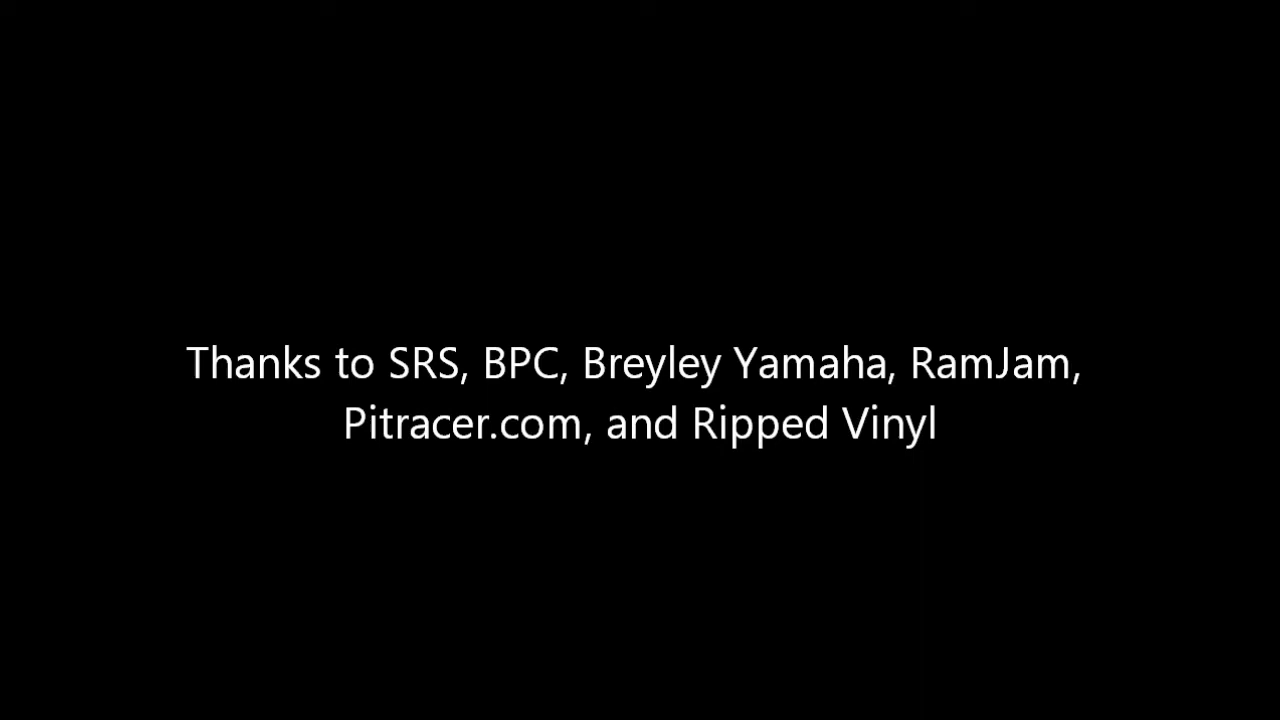 Thanks to SRS, BPC, Breyley Yamaha, RamJam,
Pitracer.com, and Ripped Vinyl